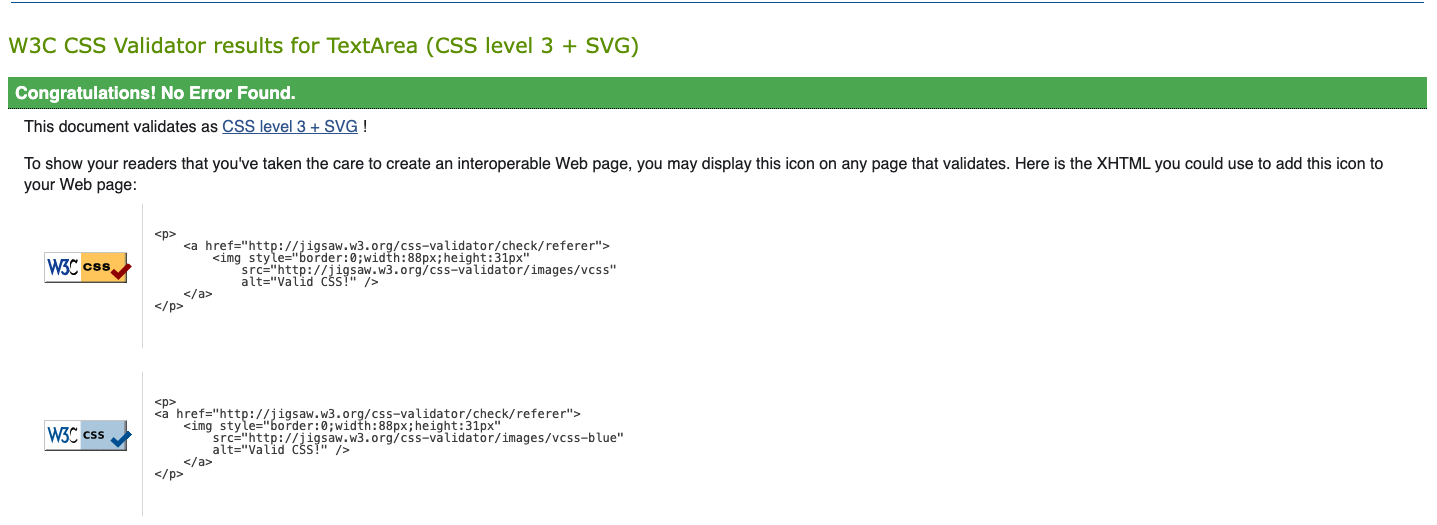 W3C CSS Validator results for TextArea (CSS level 3 + SVG)
Congratulations! No Error Found.
This document validates as CSS level 3 + SVG !
To show your readers that you've taken the care to create an interoperable Web page, you may display this icon on any page that validates. Here is the XHTML you could use to add this icon to
your Web page:
W3C css
<p>
    <a href="http://jigsaw.w3.org/css-validator/check/referer">
        <img style="border:0;width:88px;height:31px"
            src="http://jigsaw.w3.org/css-validator/images/vcss"
            alt="Valid CSS!" />
    </a>
</p>
W3C css
<p>
<a href="http://jigsaw.w3.org/css-validator/check/referer">
    <img style="border:0;width:88px;height:31px"
        src="http://jigsaw.w3.org/css-validator/images/vcss-blue"
        alt="Valid CSS!" />
    </a>
</p>